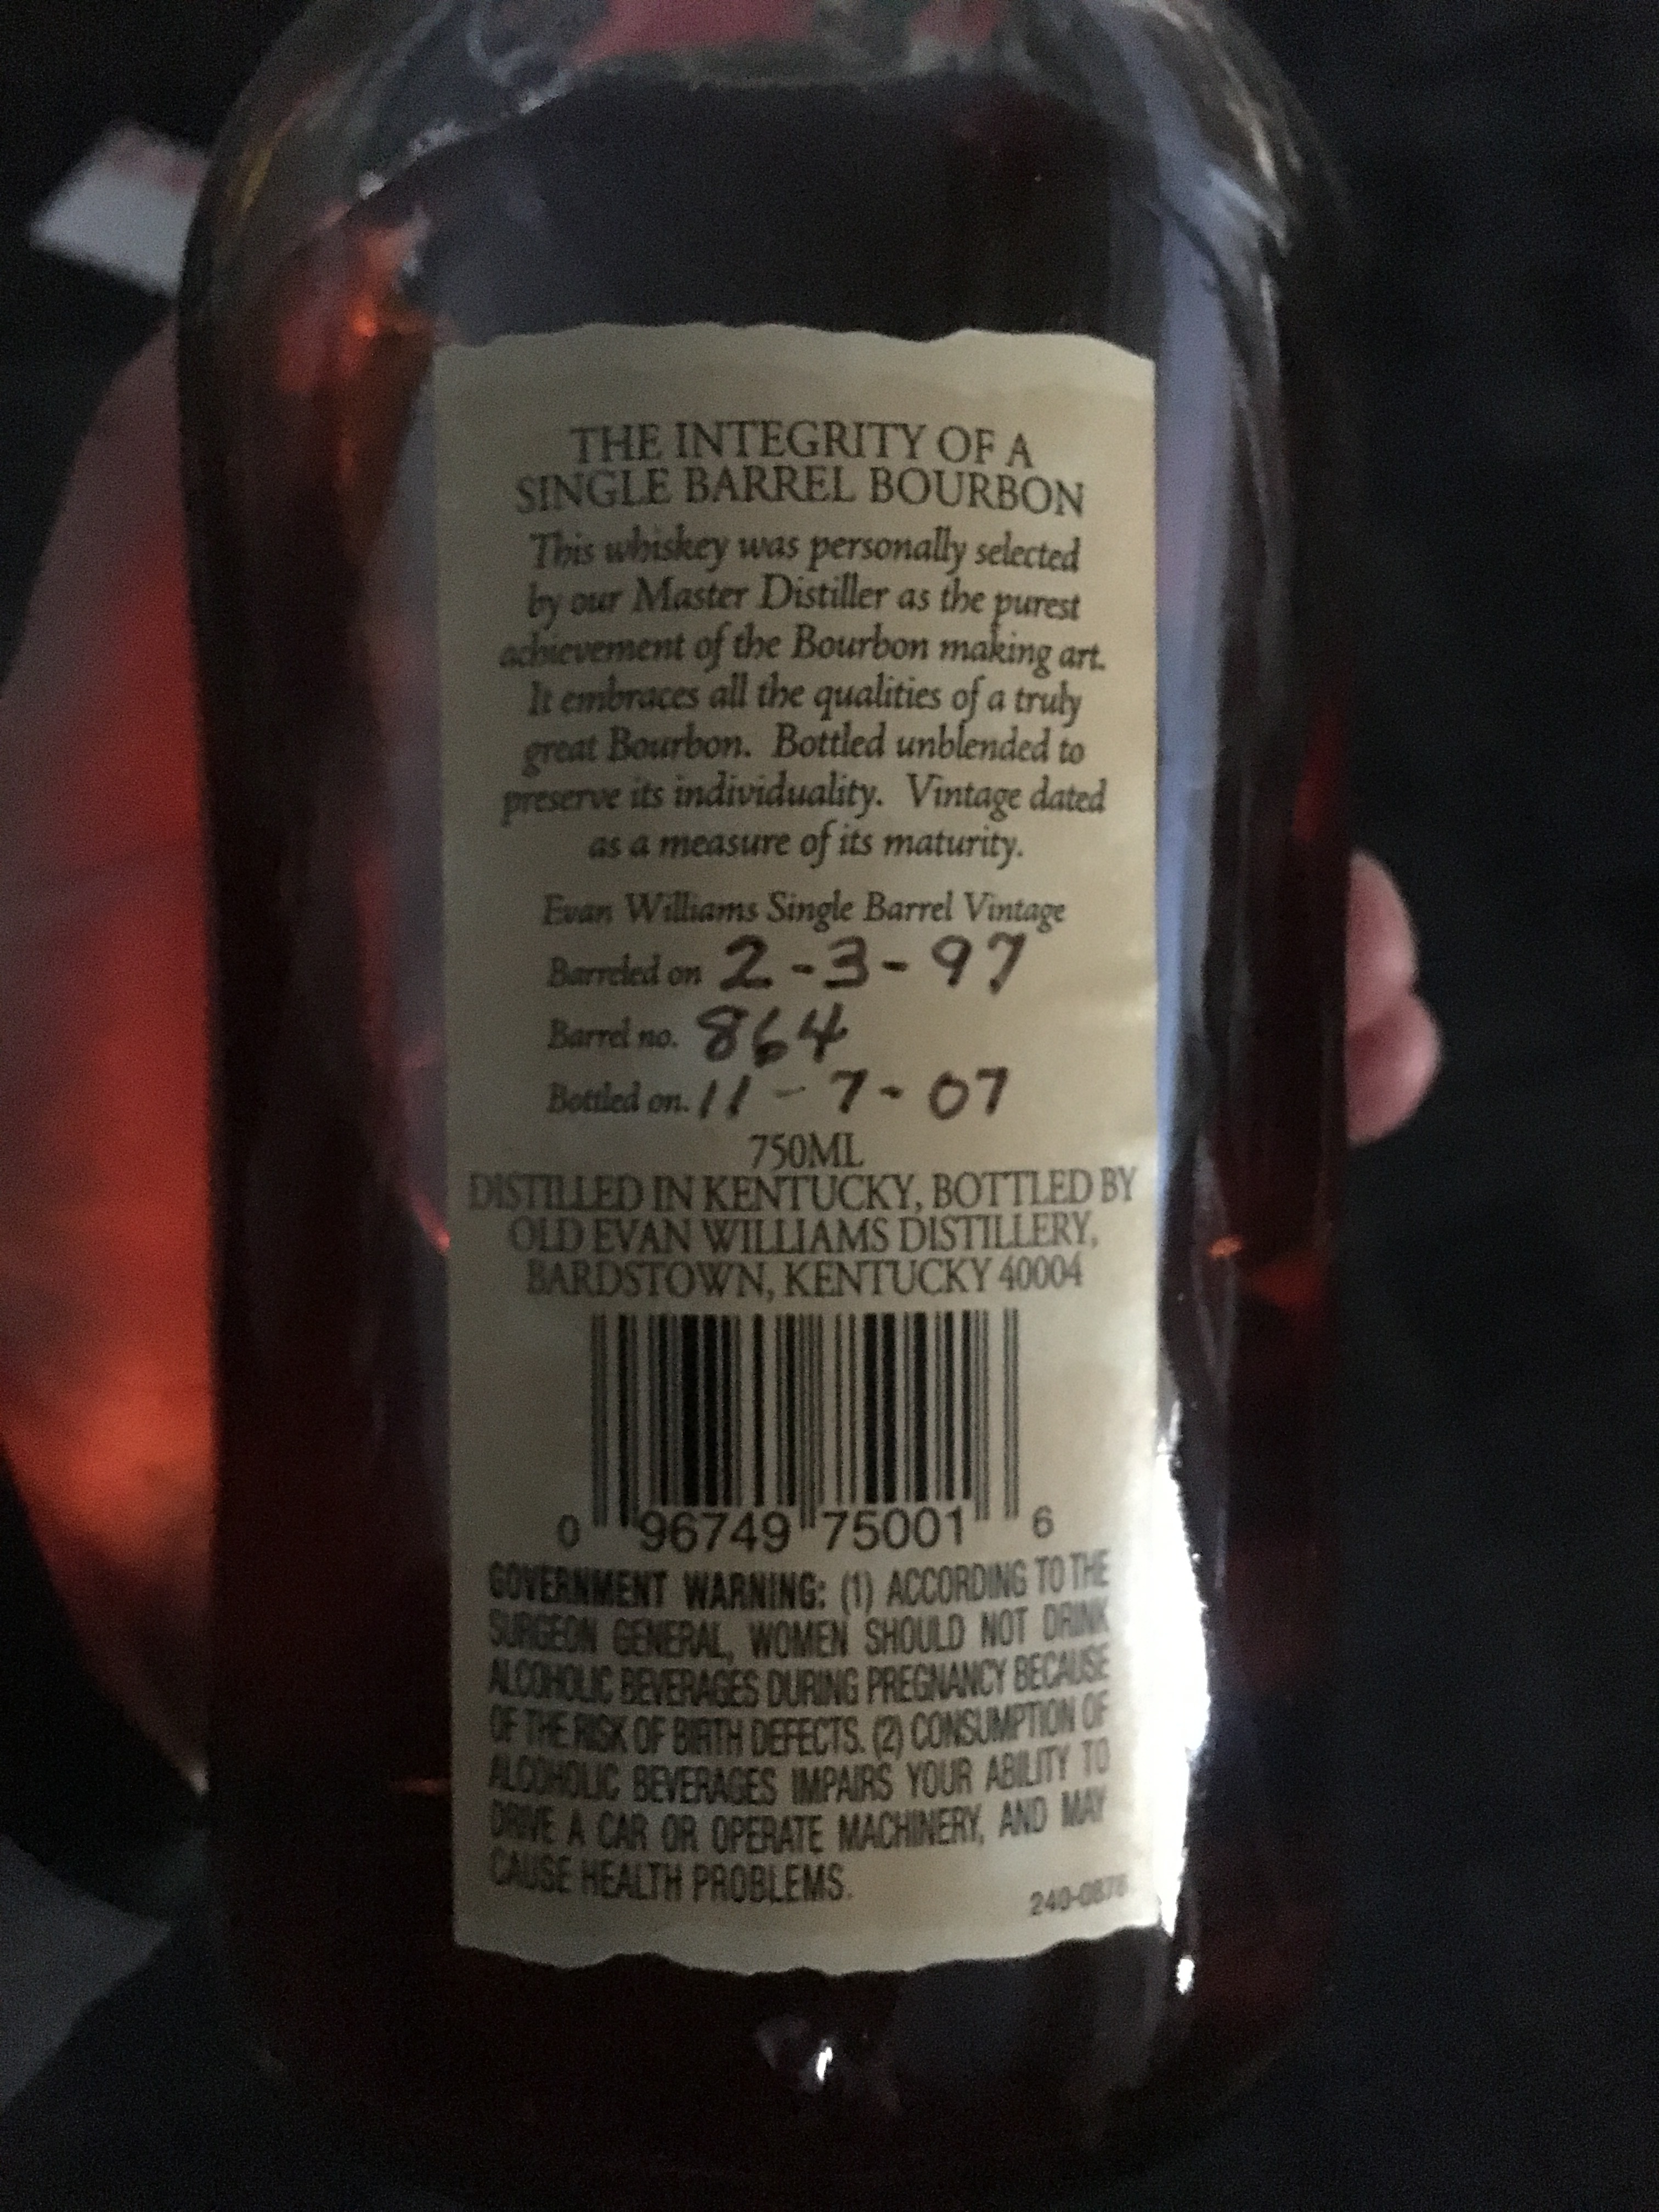 THE INTEGRITY OF A
SINGLE BARREL BOURBON
This whiskey was personally selected
by our Master Distiller as the purest
achievement of the Bourbon making art.
It embraces all the qualities of a truly
great Bourbon. Bottled unblended to
preserve its individuality. Vintage dated
as a measure of its maturity.
Evan Williams Single Barrel Vintage
Barreled on 2-3-97
Barrel no. 864
Bottled on. 11-7-07
750ML
DISTILLED IN KENTUCKY, BOTTLED BY
OLD EVAN WILLIAMS DISTILLERY,
BARDSTOWN, KENTUCKY 40004
0 96749 75001 6
GOVERNMENT WARNING: (1) ACCORDING TO THE
SURGEON GENERAL, WOMEN SHOULD NOT DRINK
ALCOHOLIC BEVERAGES DURING PREGNANCY BECAUSE
OF THE RISK OF BIRTH DEFECTS. (2) CONSUMPTION OF
ALCOHOLIC BEVERAGES IMPAIRS YOUR ABILITY TO
DRIVE A CAR OR OPERATE MACHINERY, AND MAY
CAUSE HEALTH PROBLEMS.